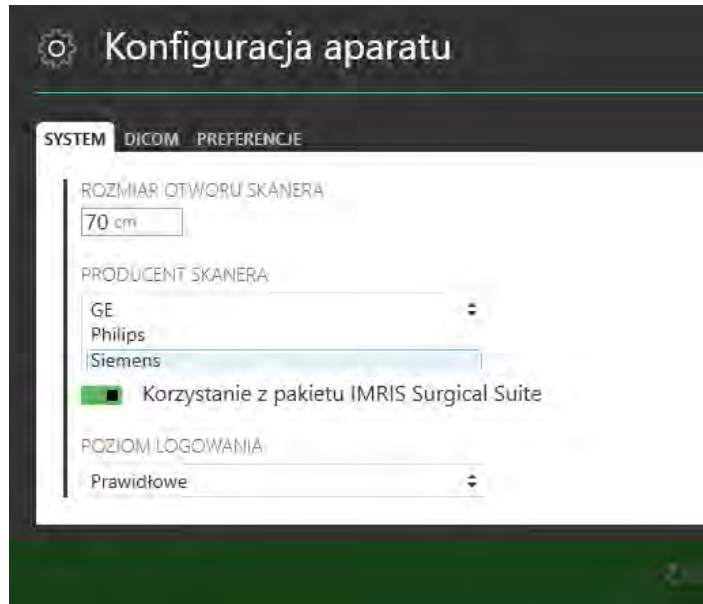 Konfiguracja aparatu
SYSTEM DICOM PREFERENCJE
ROZMIAR OTWORU SKANERA
70 cm
PRODUCENT SKANERA
GE
Philips
Siemens
Korzystanie z pakietu IMRIS Surgical Suite
POZIOM LOGOWANIA
Prawidłowe